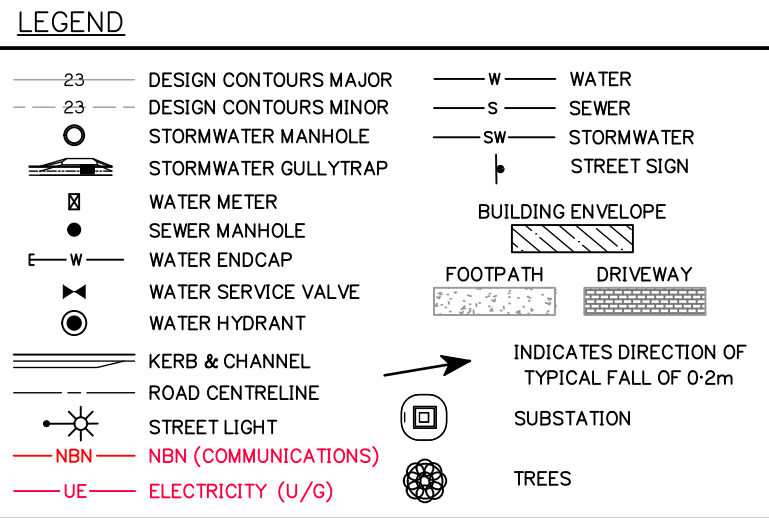 LEGEND
23 DESIGN CONTOURS MAJOR
23 DESIGN CONTOURS MINOR
STORMWATER MANHOLE
STORMWATER GULLYTRAP
WATER METER
SEWER MANHOLE
E W WATER ENDCAP
WATER SERVICE VALVE
WATER HYDRANT
KERB & CHANNEL
ROAD CENTRELINE
STREET LIGHT
NBN NBN (COMMUNICATIONS)
UE ELECTRICITY (U/G)
W WATER
S SEWER
SW STORMWATER
STREET SIGN
BUILDING ENVELOPE
FOOTPATH DRIVEWAY
INDICATES DIRECTION OF
TYPICAL FALL OF 0·2m
SUBSTATION
TREES